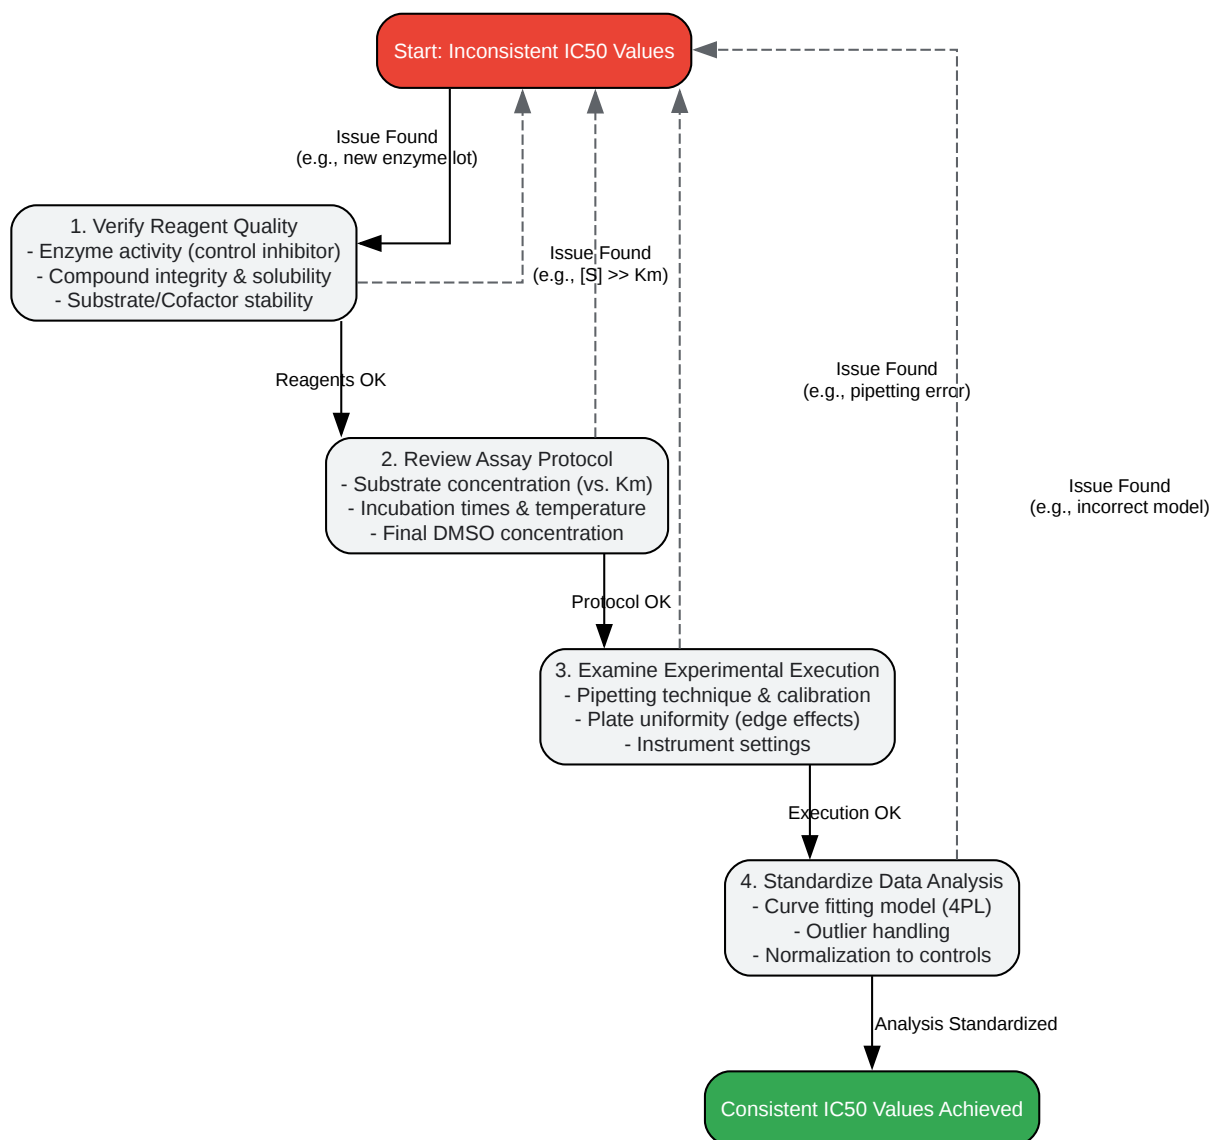 Start: Inconsistent IC50 Values
Issue Found
(e.g., new enzyme lot)
1. Verify Reagent Quality
- Enzyme activity (control inhibitor)
- Compound integrity & solubility
- Substrate/Cofactor stability
Issue Found
(e.g., [S] >> Km)
Reagents OK
Issue Found
(e.g., pipetting error)
2. Review Assay Protocol
- Substrate concentration (vs. Km)
- Incubation times & temperature
- Final DMSO concentration
Issue Found
(e.g., incorrect model)
Protocol OK
3. Examine Experimental Execution
- Pipetting technique & calibration
- Plate uniformity (edge effects)
- Instrument settings
Execution OK
4. Standardize Data Analysis
- Curve fitting model (4PL)
- Outlier handling
- Normalization to controls
Analysis Standardized
Consistent IC50 Values Achieved